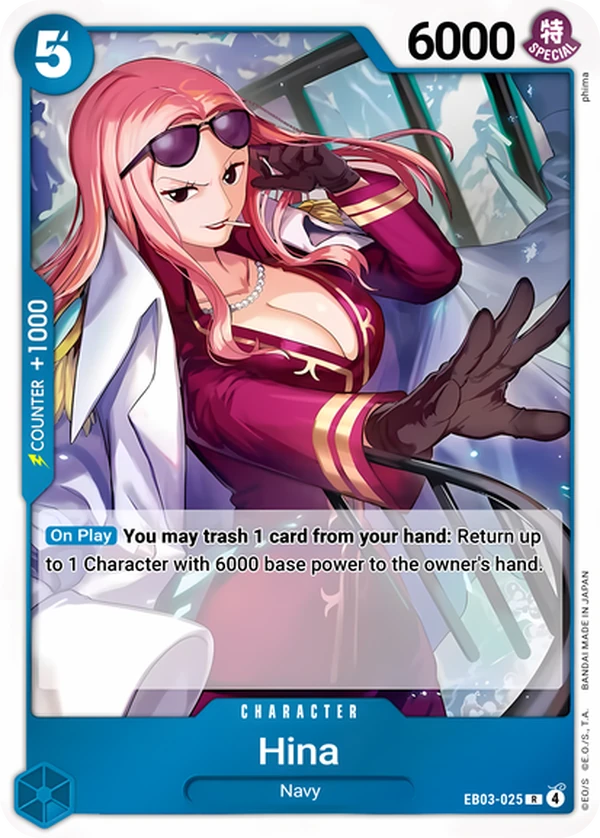 5
6000
特
SPECIAL
phima
COUNTER +1000
On Play You may trash 1 card from your hand: Return up
to 1 Character with 6000 base power to the owner's hand.
CHARACTER
Hina
Navy
EB03-025 R 4
©EO/S ©E.O./S., T.A. BANDAI MADE IN JAPAN